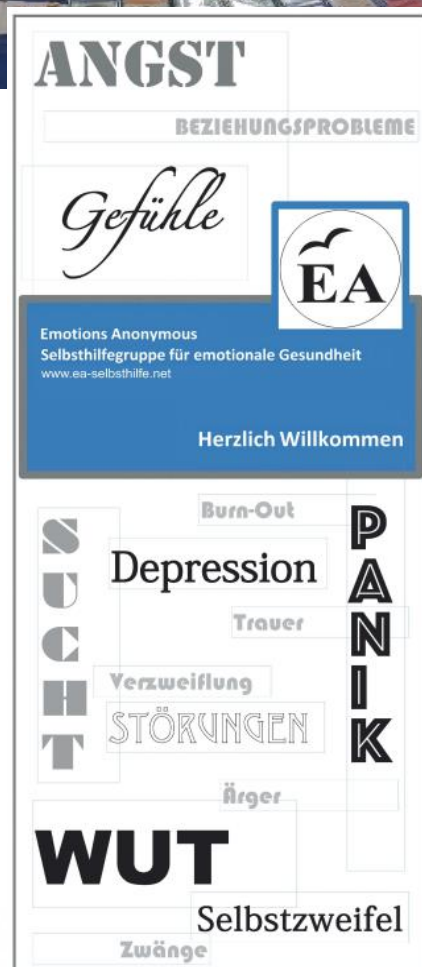 ANGST
BEZIEHUNGSPROBLEME
Gefühle
EA
Emotions Anonymous
Selbsthilfegruppe für emotionale Gesundheit
www.ea-selbsthilfe.net
Herzlich Willkommen
Burn-Out
SUCHT
Depression
PANIK
Trauer
Verzweiflung
STÖRUNGEN
Ärger
WUT
Selbstzweifel
Zwänge